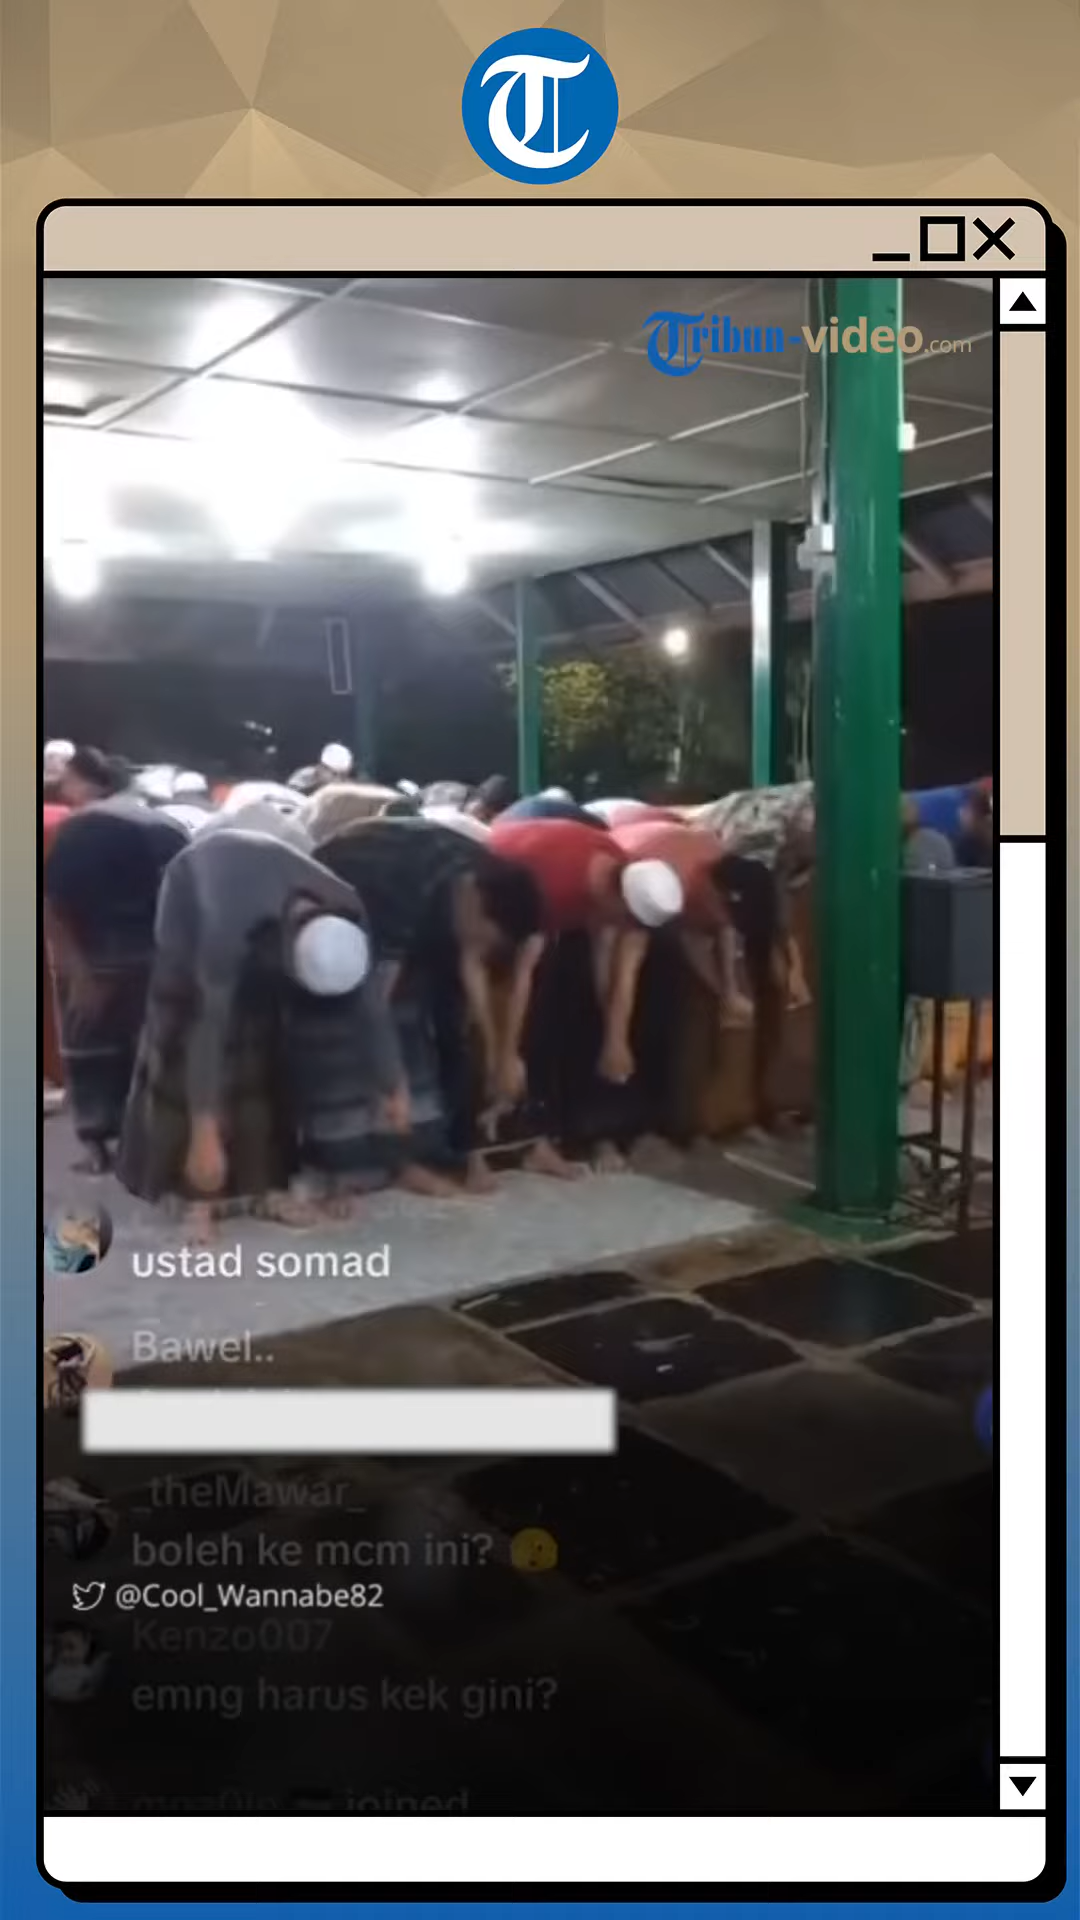 T
Tribun-video.com
ustad somad
Bawel..
_theMawar_
boleh ke mcm ini?
@Cool_Wannabe82
Kenzo007
emng harus kek gini?
joined